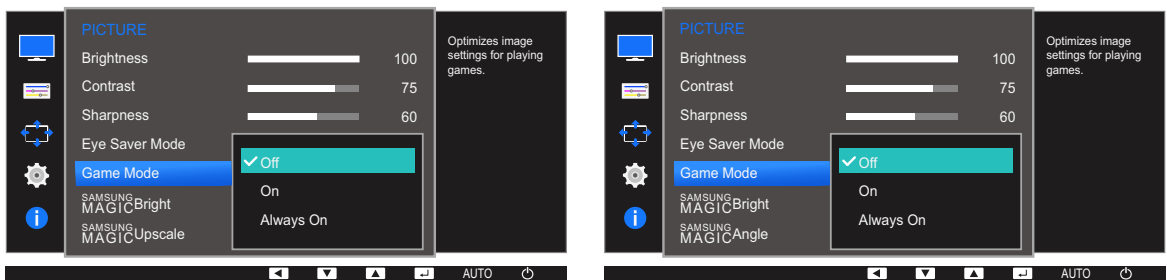 PICTURE
Brightness 100
Contrast 75
Sharpness 60
Eye Saver Mode
Game Mode
SAMSUNG
MAGICBright
SAMSUNG
MAGICUpscale
Off
On
Always On
Optimizes image
settings for playing
games.
AUTO
PICTURE
Brightness 100
Contrast 75
Sharpness 60
Eye Saver Mode
Game Mode
SAMSUNG
MAGICBright
SAMSUNG
MAGICAngle
Off
On
Always On
Optimizes image
settings for playing
games.
AUTO